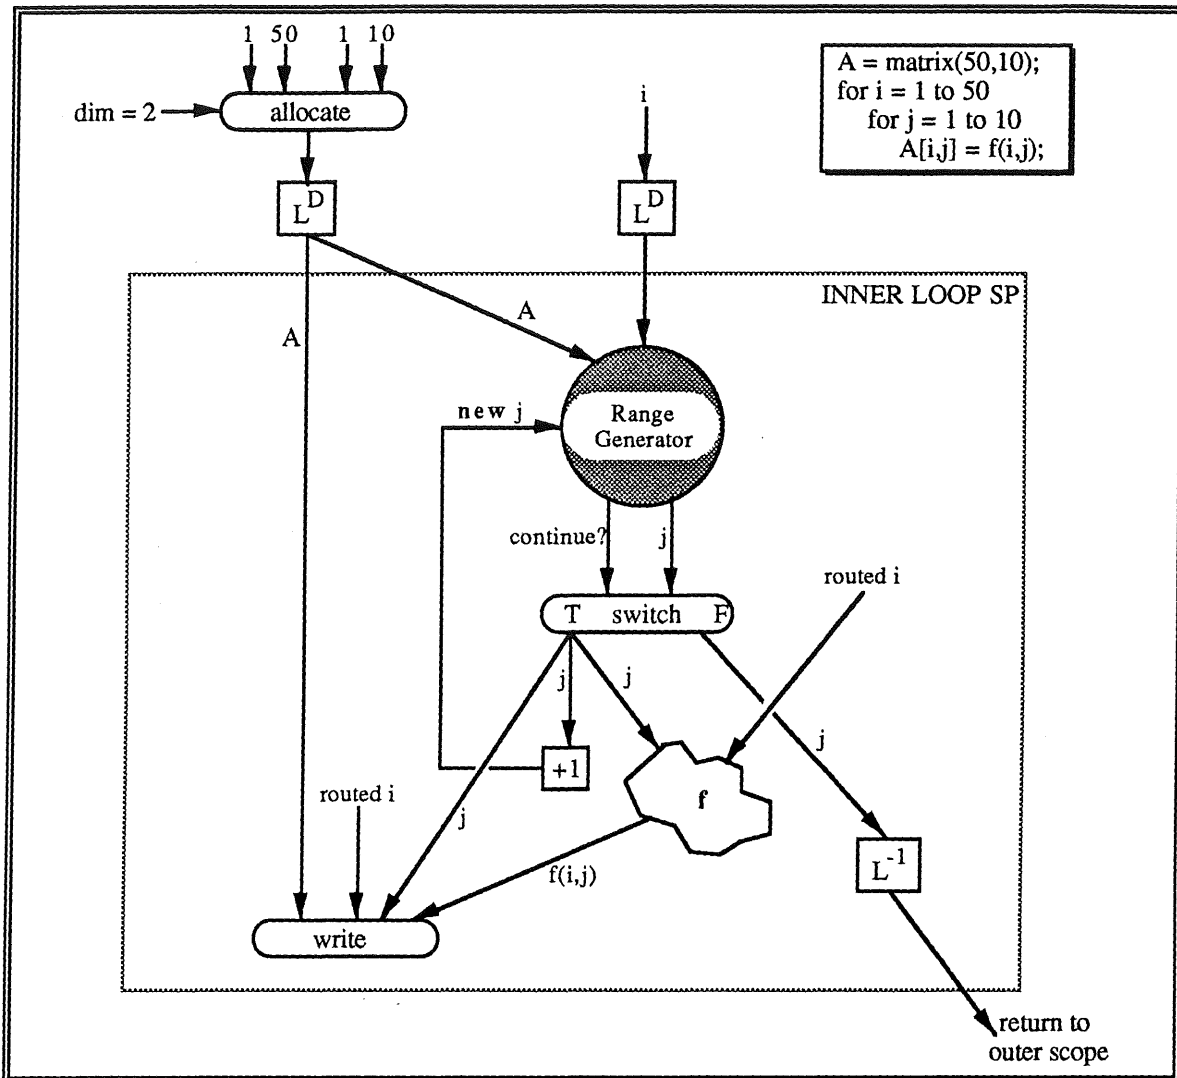 1 50 1 10
dim = 2
allocate
i
A = matrix(50,10);
for i = 1 to 50
for j = 1 to 10
A[i,j] = f(i,j);
L^D
L^D
INNER LOOP SP
A
A
new j
Range
Generator
continue?
j
routed i
T switch F
j
j
j
+1
routed i
j
f
f(i,j)
L^-1
write
return to
outer scope